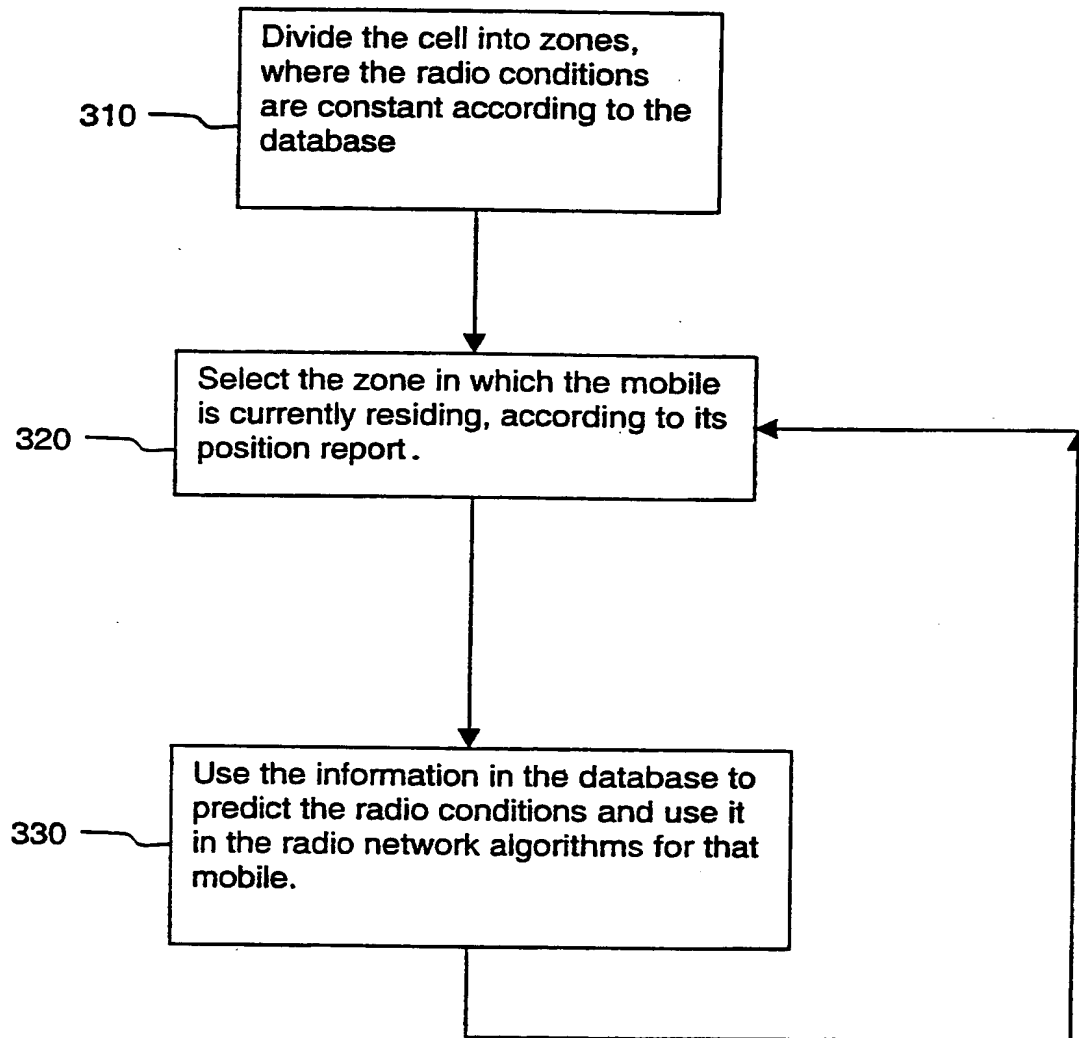 Divide the cell into zones,
where the radio conditions
are constant according to the
database
310
Select the zone in which the mobile
is currently residing, according to its
position report.
320
Use the information in the database to
predict the radio conditions and use it
in the radio network algorithms for that
mobile.
330